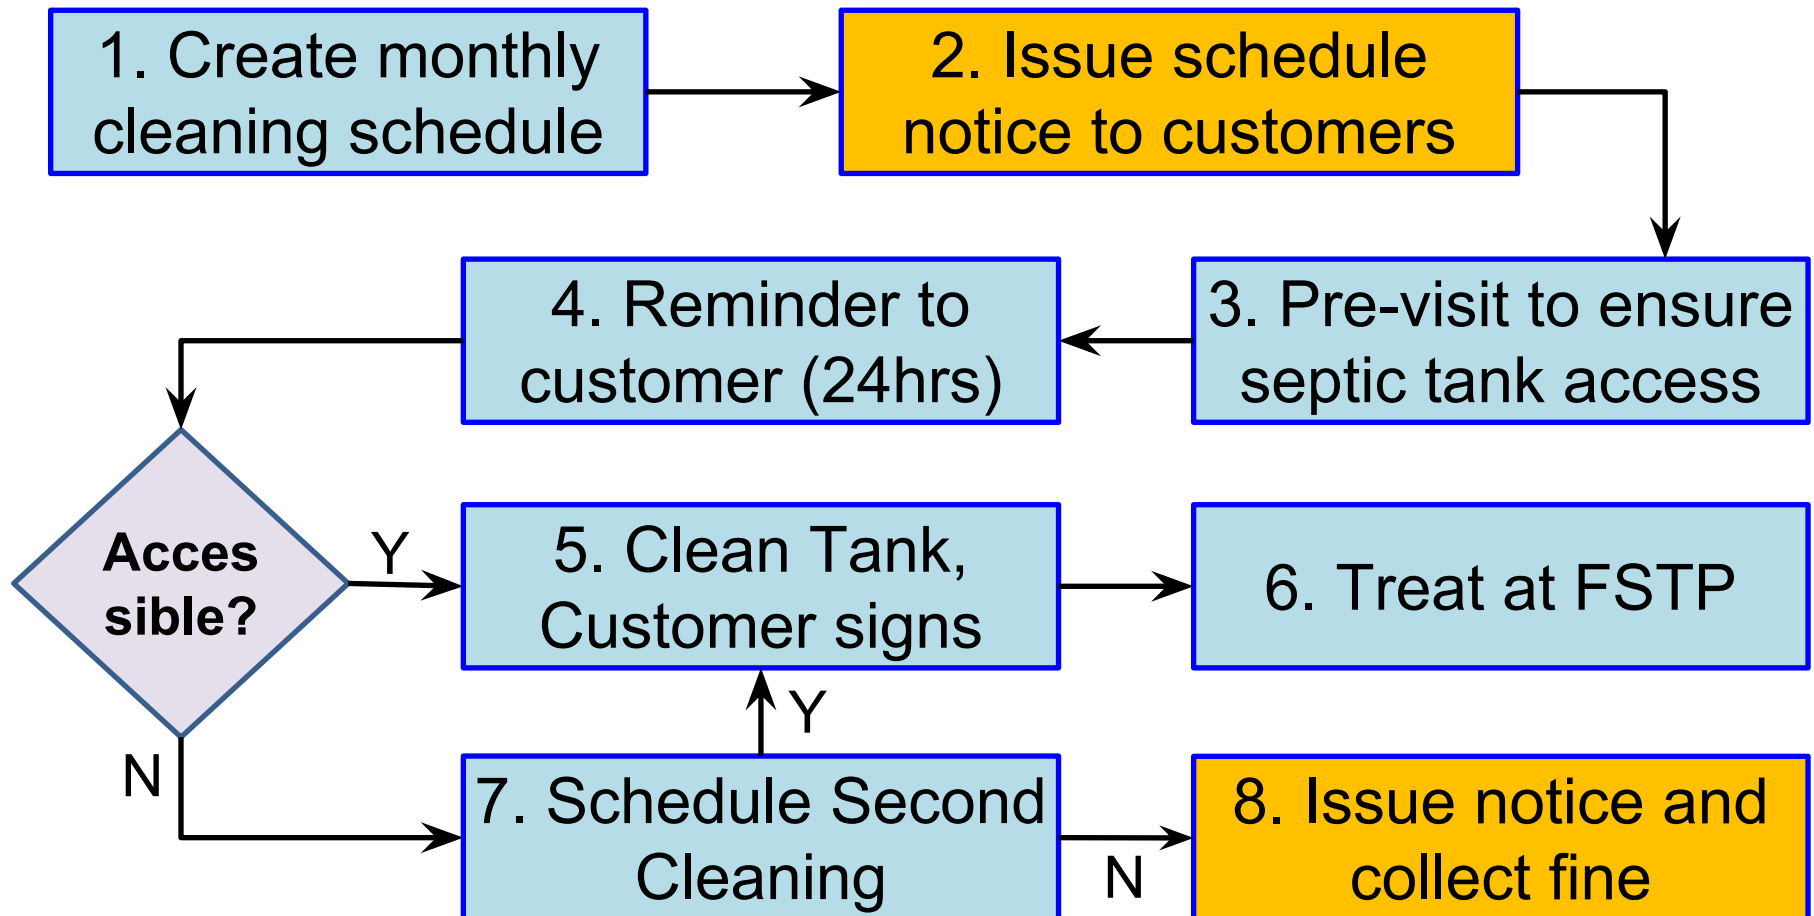 1. Create monthly
cleaning schedule
2. Issue schedule
notice to customers
3. Pre-visit to ensure
septic tank access
4. Reminder to
customer (24hrs)
Acces
sible?
Y
5. Clean Tank,
Customer signs
6. Treat at FSTP
Y
N
7. Schedule Second
Cleaning
N
8. Issue notice and
collect fine